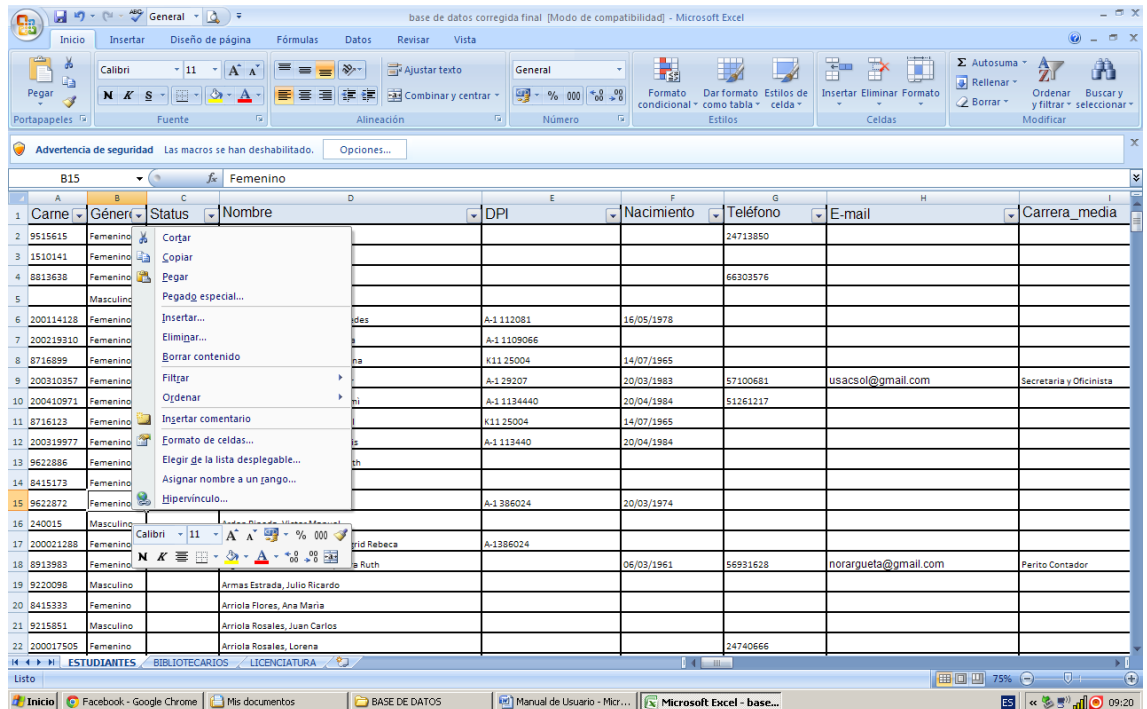 General
base de datos corregida final [Modo de compatibilidad] - Microsoft Excel
Inicio Insertar Diseño de página Fórmulas Datos Revisar Vista
Pegar
Portapapeles
Calibri 11
N K S
Fuente
Ajustar texto
Combinar y centrar
Alineación
General
% 000
Número
Formato condicional Dar formato como tabla Estilos de celda
Estilos
Insertar Eliminar Formato
Celdas
Σ Autosuma
Rellenar
Borrar
Ordenar y filtrar Buscar y seleccionar
Modificar
Advertencia de seguridad Las macros se han deshabilitado. Opciones...
B15 fx Femenino
A B C D E F G H I
1 Carne Géner Status Nombre DPI Nacimiento Teléfono E-mail Carrera_media
2 9515615 Femenino 24713850
3 1510141 Femenino
4 8813638 Femenino 66303576
5 Masculino
6 200114128 Femenino edes A-1 112081 16/05/1978
7 200219310 Femenino A-1 1109066
8 8716899 Femenino na K11 25004 14/07/1965
9 200310357 Femenino A-1 29207 20/03/1983 57100681 usacsol@gmail.com Secretaria y Oficinista
10 200410971 Femenino mi A-1 1134440 20/04/1984 51261217
11 8716123 Femenino K11 25004 14/07/1965
12 200319977 Femenino is A-1 113440 20/04/1984
13 9622886 Femenino th
14 8415173 Femenino
15 9622872 Femenino A-1 386024 20/03/1974
16 240015 Masculino
17 200021288 Femenino grid Rebeca A-1386024
18 8913983 Femenino a Ruth 06/03/1961 56931628 norargueta@gmail.com Perito Contador
19 9220098 Masculino Armas Estrada, Julio Ricardo
20 8415333 Femenino Arriola Flores, Ana Maria
21 9215851 Masculino Arriola Rosales, Juan Carlos
22 200017505 Femenino Arriola Rosales, Lorena 24740666
Cortar
Copiar
Pegar
Pegado especial...
Insertar...
Eliminar...
Borrar contenido
Filtrar
Ordenar
Insertar comentario
Formato de celdas...
Elegir de la lista desplegable...
Asignar nombre a un rango...
Hipervínculo...
Calibri 11 A A % 000
N K A
ESTUDIANTES BIBLIOTECARIOS LICENCIATURA
Listo 75%
Inicio Facebook - Google Chrome Mis documentos BASE DE DATOS Manual de Usuario - Micr... Microsoft Excel - base... ES 09:20